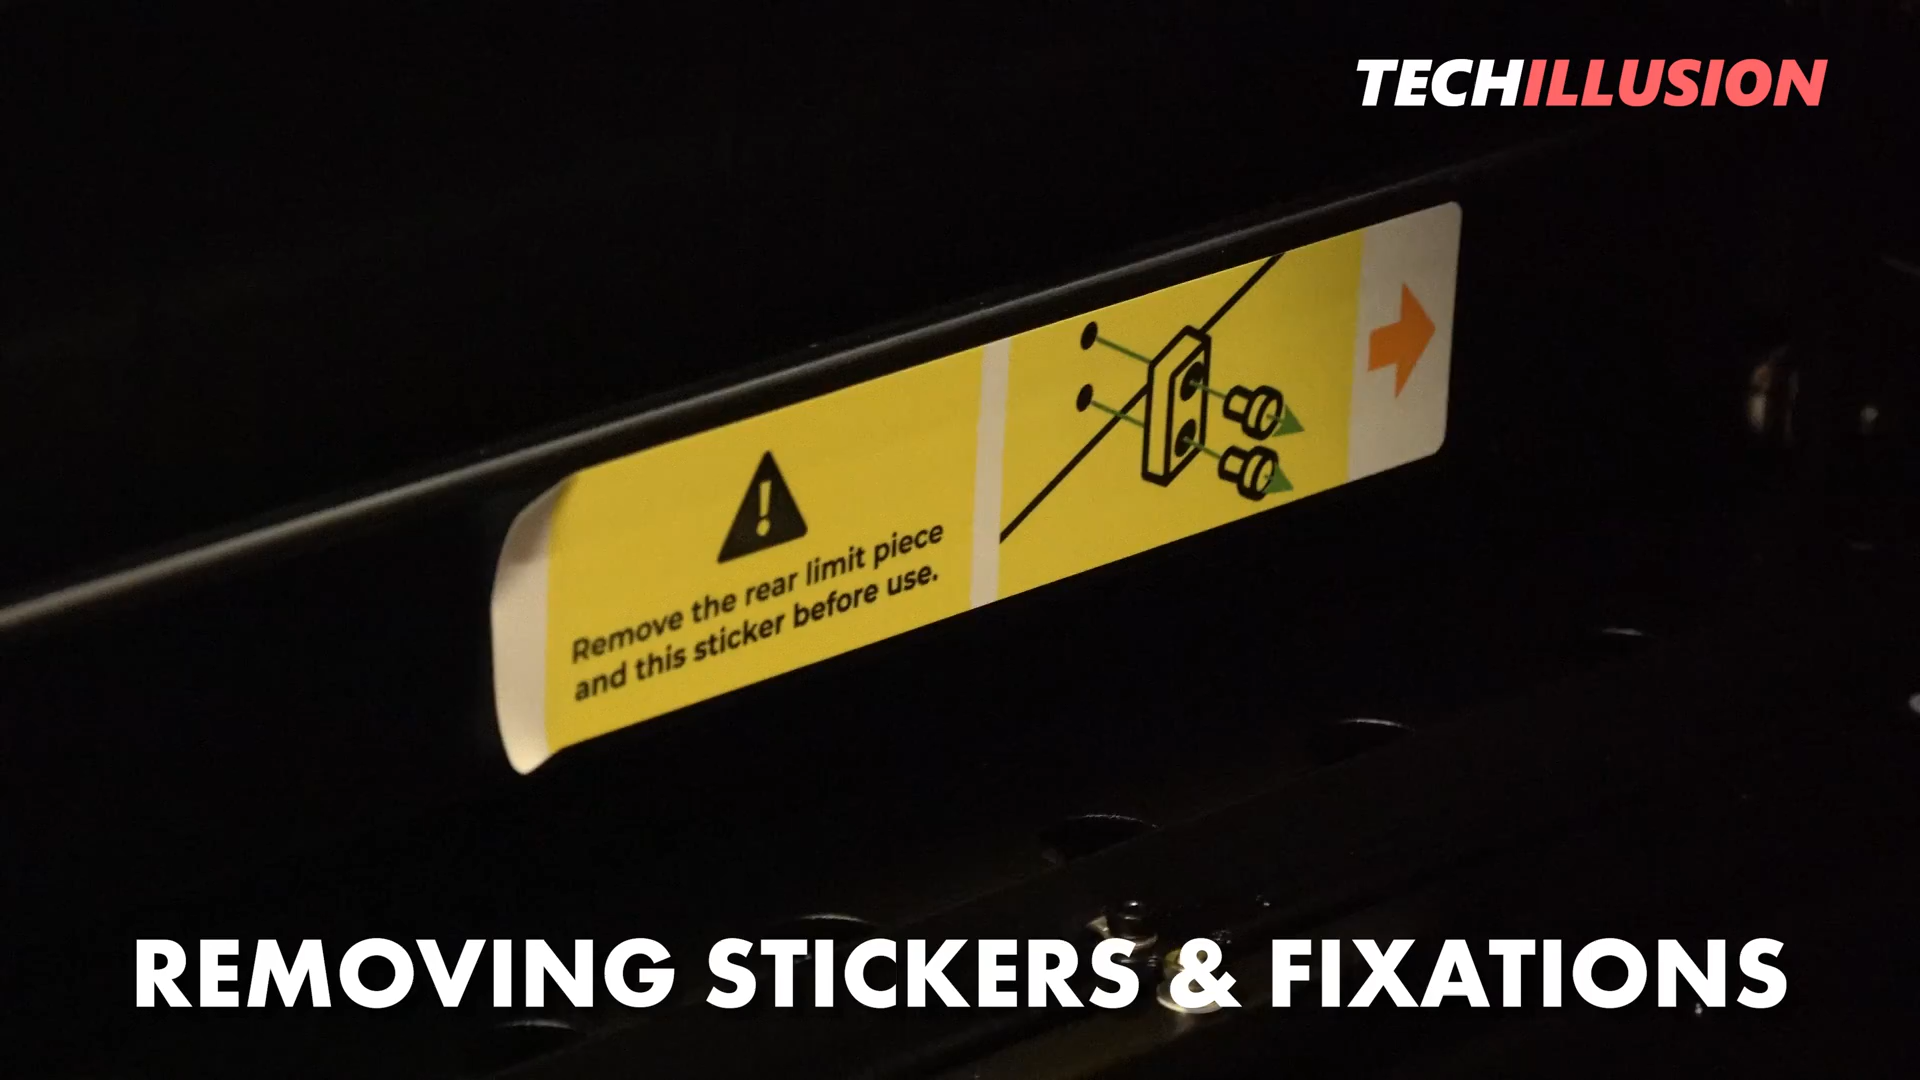 TECHILLUSION
Remove the rear limit piece
and this sticker before use.
REMOVING STICKERS & FIXATIONS